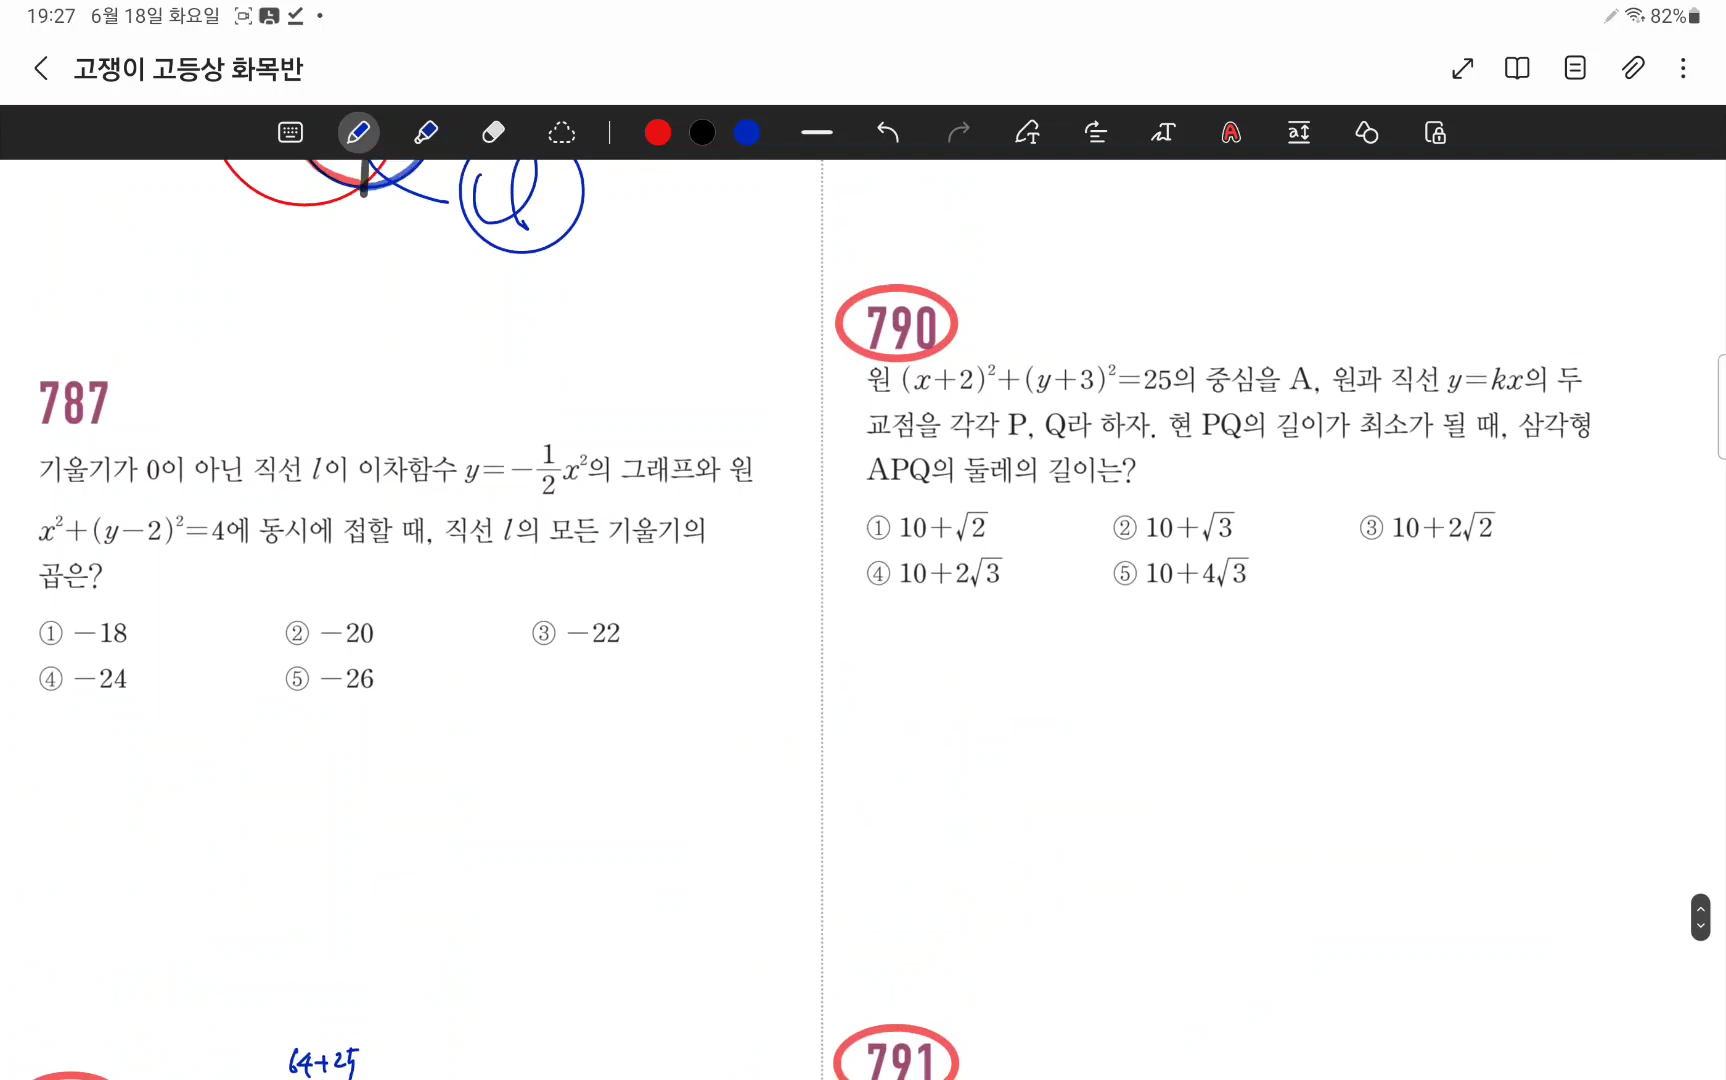 19:27 6월 18일 화요일
82%
고쟁이 고등상 화목반
787
기울기가 0이 아닌 직선 l이 이차함수 y=-\frac{1}{2}x²의 그래프와 원
x²+(y-2)²=4에 동시에 접할 때, 직선 l의 모든 기울기의
곱은?
① -18 ② -20 ③ -22
④ -24 ⑤ -26
64+25
790
원 (x+2)²+(y+3)²=25의 중심을 A, 원과 직선 y=kx의 두
교점을 각각 P, Q라 하자. 현 PQ의 길이가 최소가 될 때, 삼각형
APQ의 둘레의 길이는?
① 10+√2 ② 10+√3 ③ 10+2√2
④ 10+2√3 ⑤ 10+4√3
791